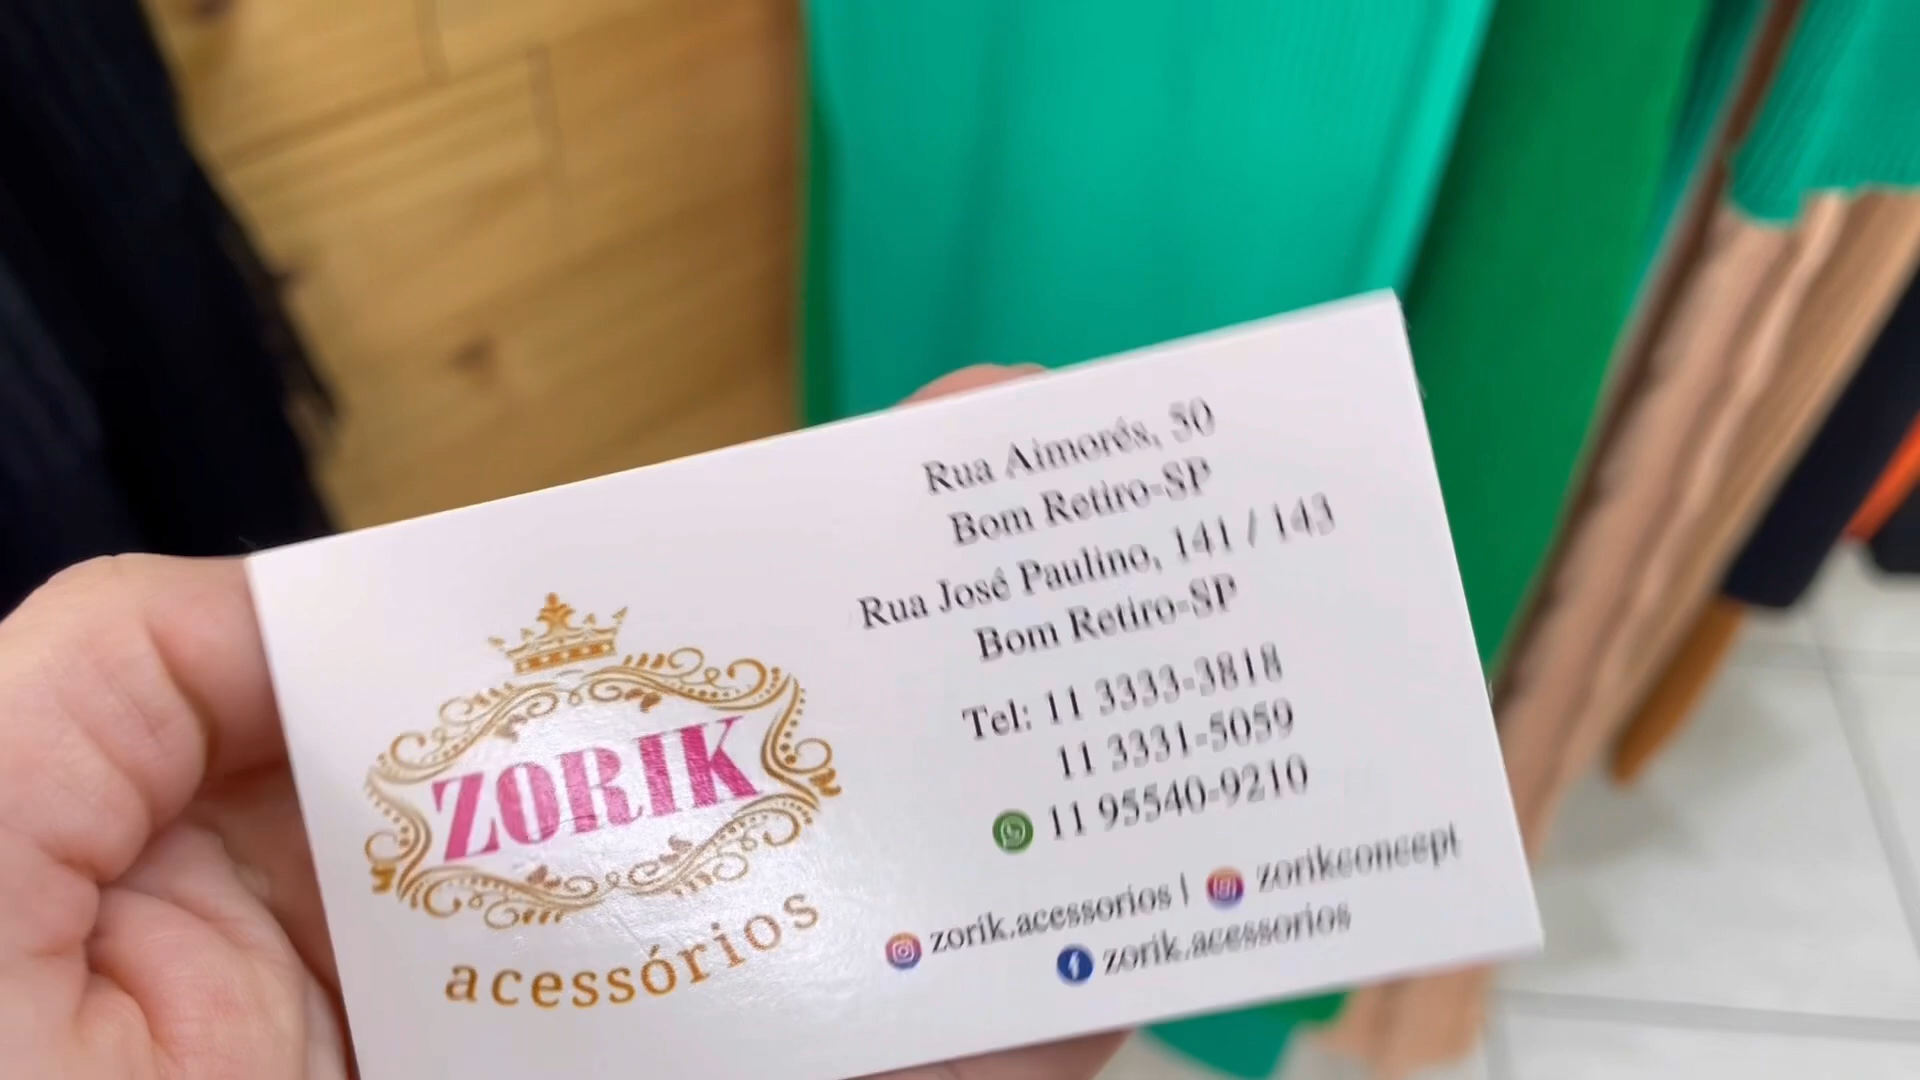 ZORIK
acessórios
Rua Aimorés, 50
Bom Retiro-SP
Rua José Paulino, 141 / 143
Bom Retiro-SP
Tel: 11 3333-3818
11 3331-5059
11 95540-9210
zorik.acessorios | zorikconcept
zorik.acessorios